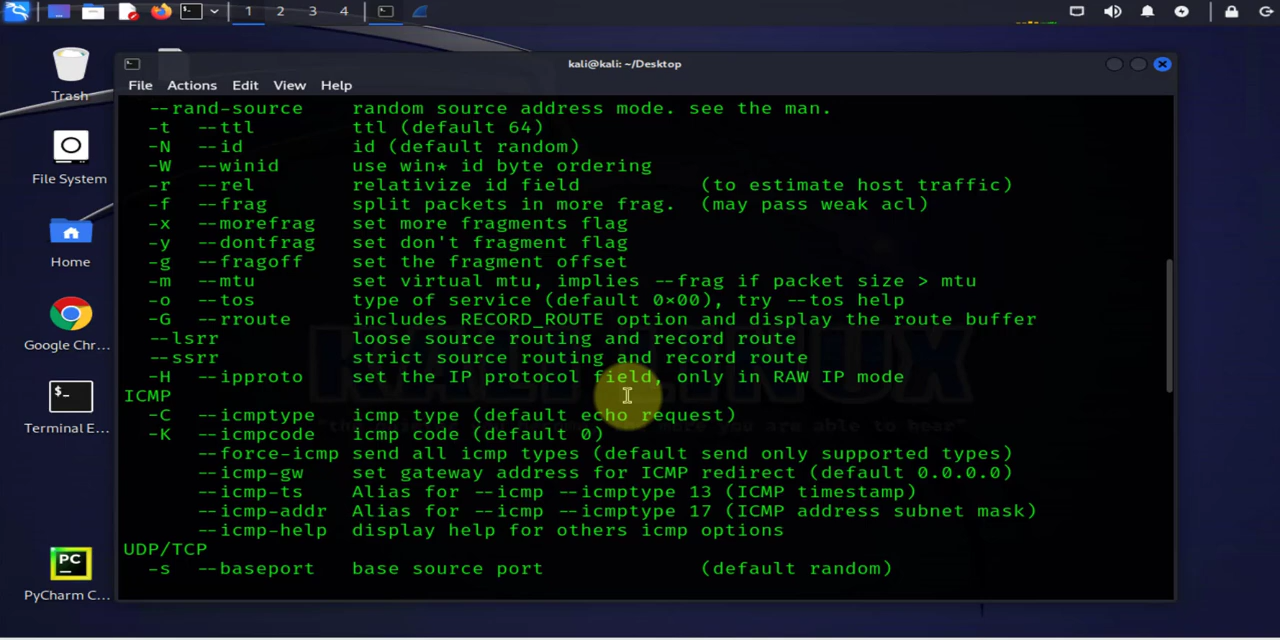 1 2 3 4
kali@kali: ~/Desktop
File Actions Edit View Help
--rand-source random source address mode. see the man.
-t --ttl ttl (default 64)
-N --id id (default random)
-W --winid use win* id byte ordering
-r --rel relativize id field (to estimate host traffic)
-f --frag split packets in more frag. (may pass weak acl)
-x --morefrag set more fragments flag
-y --dontfrag set don't fragment flag
-g --fragoff set the fragment offset
-m --mtu set virtual mtu, implies --frag if packet size > mtu
-o --tos type of service (default 0x00), try --tos help
-G --rroute includes RECORD_ROUTE option and display the route buffer
--lsrr loose source routing and record route
--ssrr strict source routing and record route
-H --ipproto set the IP protocol field, only in RAW IP mode
ICMP
-C --icmptype icmp type (default echo request)
-K --icmpcode icmp code (default 0)
--force-icmp send all icmp types (default send only supported types)
--icmp-gw set gateway address for ICMP redirect (default 0.0.0.0)
--icmp-ts Alias for --icmp --icmptype 13 (ICMP timestamp)
--icmp-addr Alias for --icmp --icmptype 17 (ICMP address subnet mask)
--icmp-help display help for others icmp options
UDP/TCP
-s --baseport base source port (default random)
Trash
File System
Home
Google Chr...
Terminal E...
PC
PyCharm C...